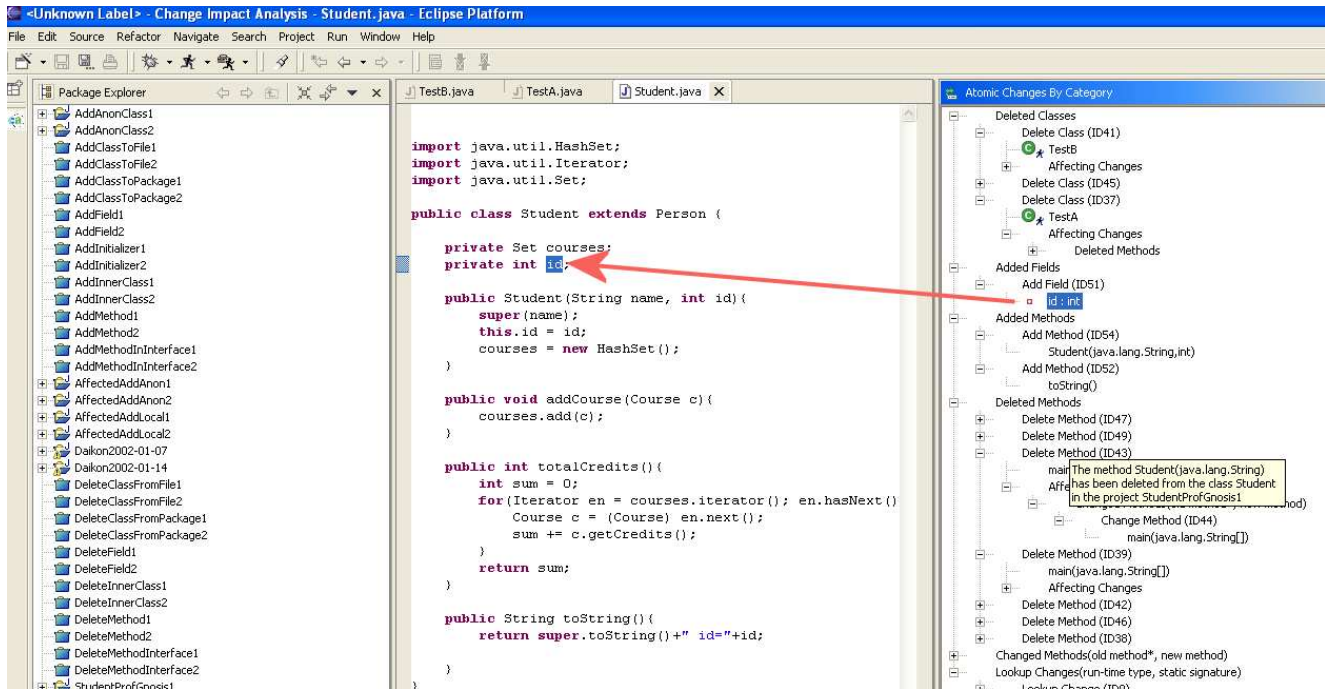 <Unknown Label> - Change Impact Analysis - Student.java - Eclipse Platform
File Edit Source Refactor Navigate Search Project Run Window Help
Package Explorer
AddAnonClass1
AddAnonClass2
AddClassToFile1
AddClassToFile2
AddClassToPackage1
AddClassToPackage2
AddField1
AddField2
AddInitializer1
AddInitializer2
AddInnerClass1
AddInnerClass2
AddMethod1
AddMethod2
AddMethodInInterface1
AddMethodInInterface2
AffectedAddAnon1
AffectedAddAnon2
AffectedAddLocal1
AffectedAddLocal2
Daikon2002-01-07
Daikon2002-01-14
DeleteClassFromFile1
DeleteClassFromFile2
DeleteClassFromPackage1
DeleteClassFromPackage2
DeleteField1
DeleteField2
DeleteInnerClass1
DeleteInnerClass2
DeleteMethod1
DeleteMethod2
DeleteMethodInterface1
DeleteMethodInterface2
StudentProfGnosis1
TestB.java TestA.java Student.java
import java.util.HashSet;
import java.util.Iterator;
import java.util.Set;
public class Student extends Person {
private Set courses;
private int id;
public Student(String name, int id){
super(name);
this.id = id;
courses = new HashSet();
}
public void addCourse(Course c){
courses.add(c);
}
public int totalCredits(){
int sum = 0;
for(Iterator en = courses.iterator(); en.hasNext()
Course c = (Course) en.next();
sum += c.getCredits();
}
return sum;
}
public String toString(){
return super.toString()+" id="+id;
}
}
Atomic Changes By Category
Deleted Classes
Delete Class (ID41)
TestB
Affecting Changes
Delete Class (ID45)
Delete Class (ID37)
TestA
Affecting Changes
Deleted Methods
Added Fields
Add Field (ID51)
id : int
Added Methods
Add Method (ID54)
Student(java.lang.String,int)
Add Method (ID52)
toString()
Deleted Methods
Delete Method (ID47)
Delete Method (ID49)
Delete Method (ID43)
mai
The method Student(java.lang.String)
has been deleted from the class Student
in the project StudentProfGnosis1
Affe
hod)
Change Method (ID44)
main(java.lang.String[])
Delete Method (ID39)
main(java.lang.String[])
Affecting Changes
Delete Method (ID42)
Delete Method (ID46)
Delete Method (ID38)
Changed Methods(old method*, new method)
Lookup Changes(run-time type, static signature)
Lookup Change (ID9)